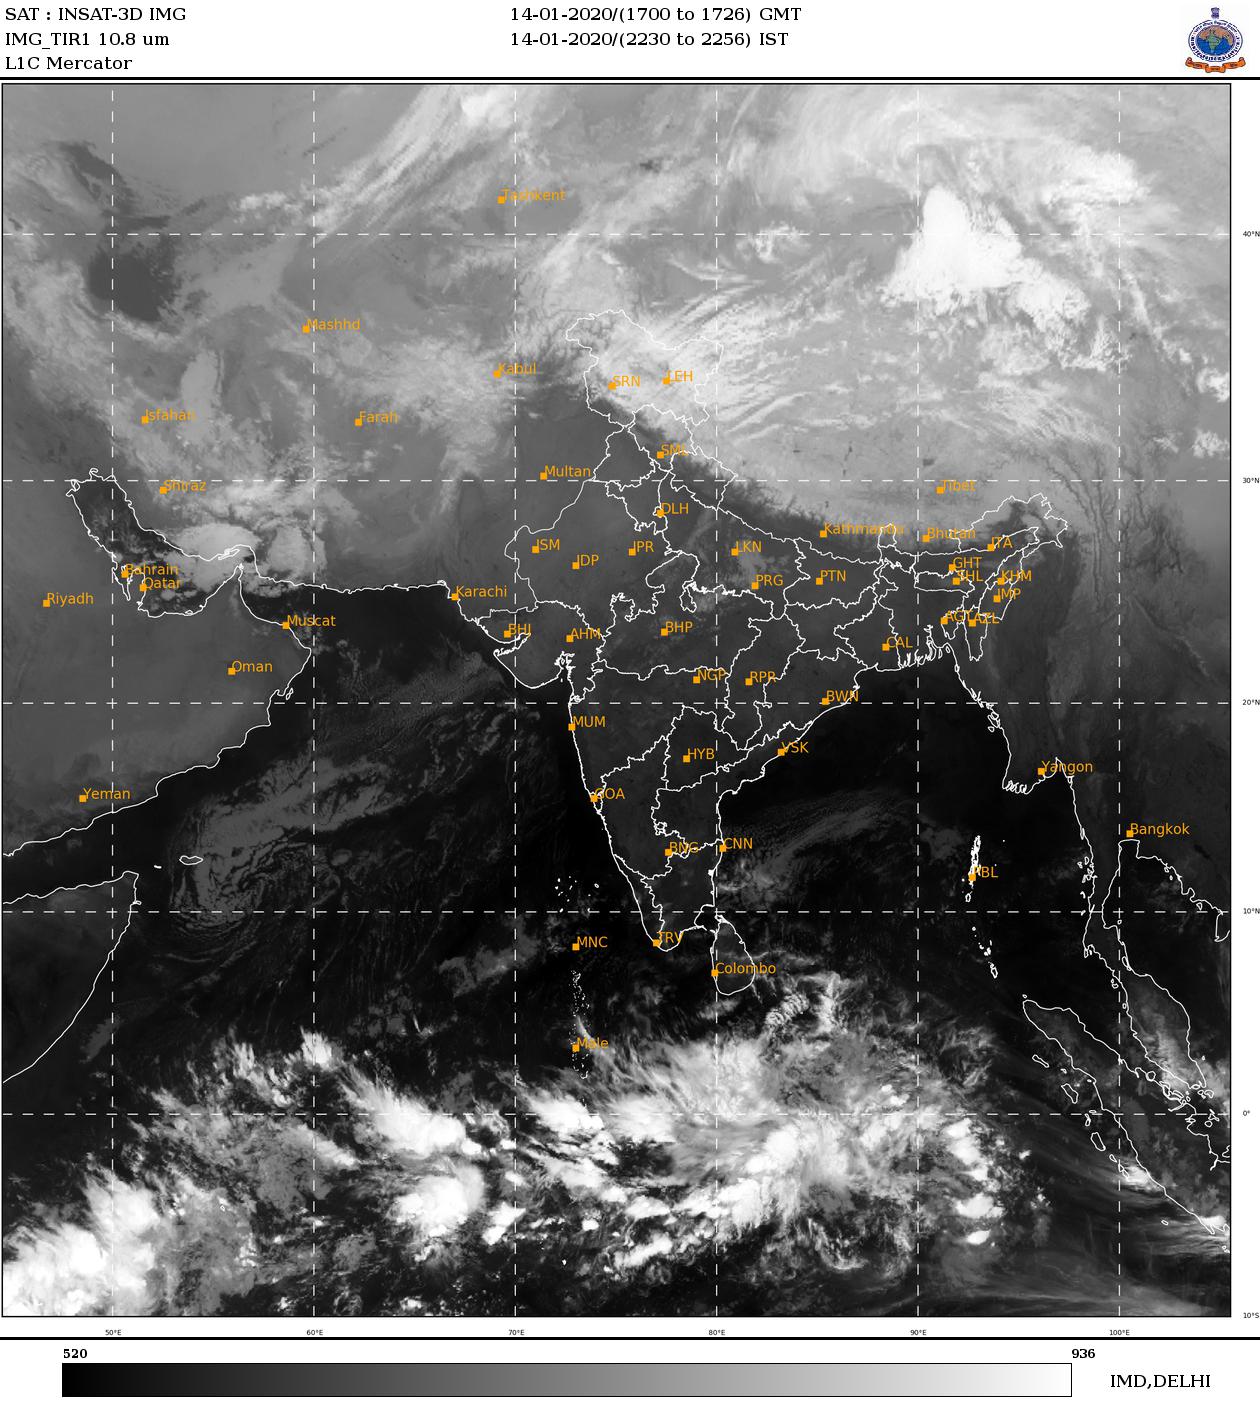 SAT : INSAT-3D IMG
14-01-2020/(1700 to 1726) GMT
IMG_TIR1 10.8 um
14-01-2020/(2230 to 2256) IST
L1C Mercator
Tashkent
40°N
Mashhd
Kabul
SRN
LEH
Isfahan
Farah
SML
Multan
30°N
Shiraz
Tibet
DLH
Kathmandu
Bhutan
JSM
JPR
LKN
ITA
JDP
GHT
Bahrain
SHL
KHM
Qatar
PRG
PTN
Riyadh
Karachi
IMP
Muscat
BHJ
AHM
BHP
AGT
AZL
CAL
Oman
NGP
RPR
BWN
20°N
MUM
HYB
VSK
Yangon
Yemen
GOA
Bangkok
BNG
CNN
PBL
10°N
MNC
TRV
Colombo
Male
0°
10°S
50°E
60°E
70°E
80°E
90°E
100°E
520
936
IMD,DELHI